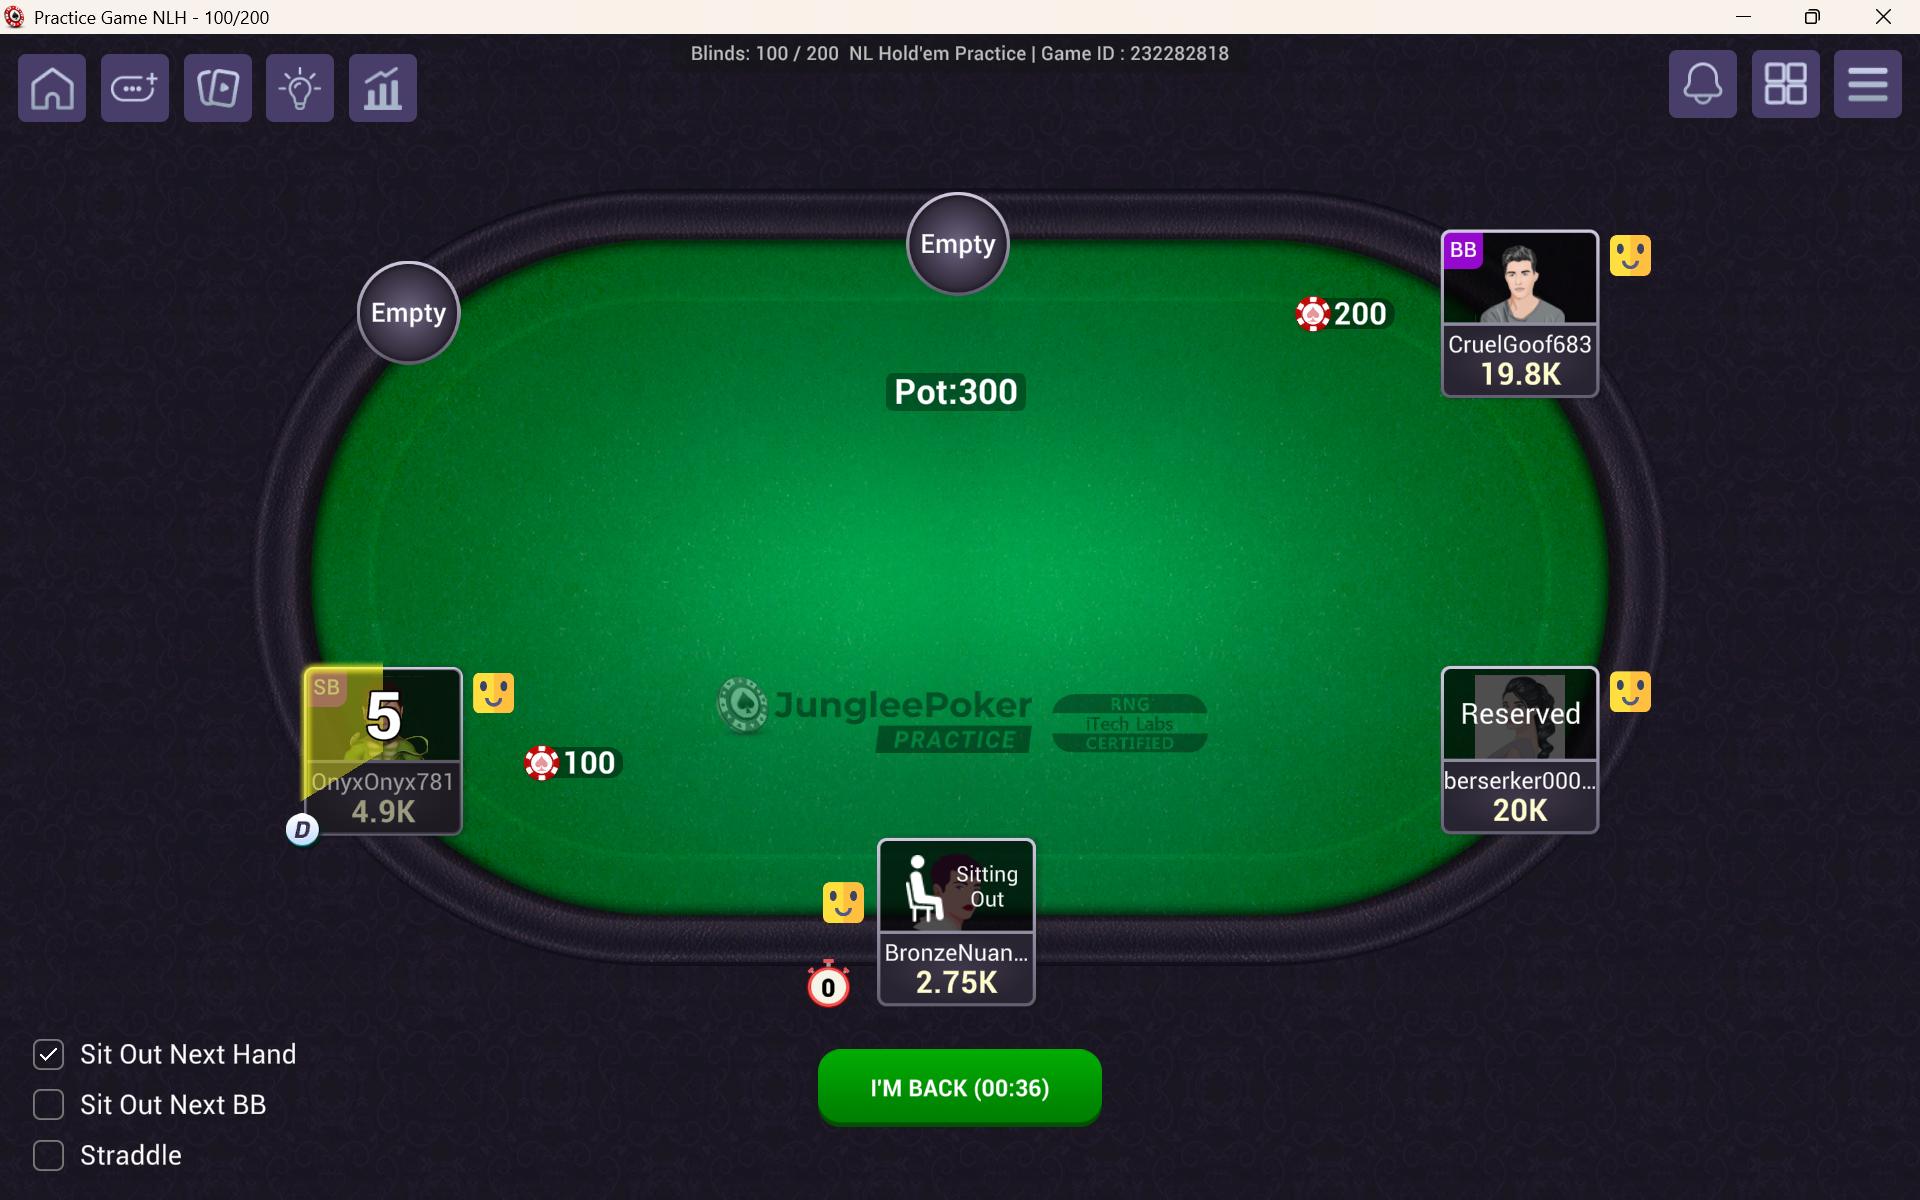 Practice Game NLH - 100/200
Blinds: 100 / 200 NL Hold'em Practice | Game ID : 232282818
Empty
Empty
BB
200
CruelGoof683
19.8K
Pot:300
SB
5
OnyxOnyx781
4.9K
D
100
JungleePoker
PRACTICE
RNG
iTech Labs
CERTIFIED
Reserved
berserker000...
20K
Sitting
Out
BronzeNuan...
2.75K
0
Sit Out Next Hand
Sit Out Next BB
Straddle
I'M BACK (00:36)